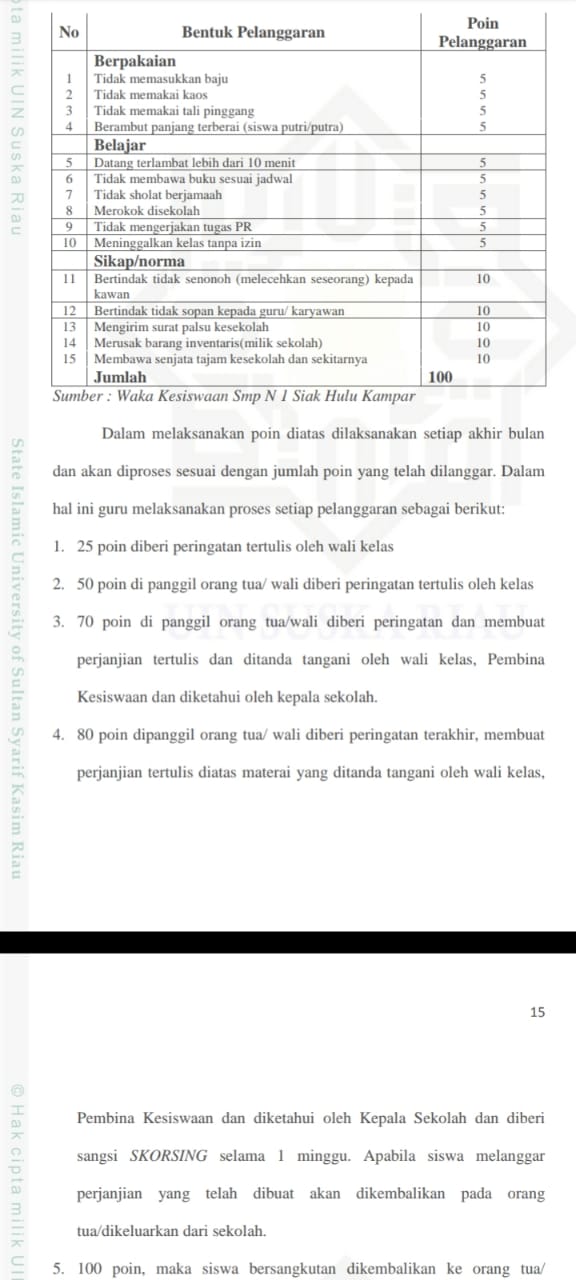 No Bentuk Pelanggaran Poin Pelanggaran
Berpakaian
1 Tidak memasukkan baju 5
2 Tidak memakai kaos 5
3 Tidak memakai tali pinggang 5
4 Berambut panjang terberai (siswa putri/putra) 5
Belajar
5 Datang terlambat lebih dari 10 menit 5
6 Tidak membawa buku sesuai jadwal 5
7 Tidak sholat berjamaah 5
8 Merokok disekolah 5
9 Tidak mengerjakan tugas PR 5
10 Meninggalkan kelas tanpa izin 5
Sikap/norma
11 Bertindak tidak senonoh (melecehkan seseorang) kepada 10
kawan
12 Bertindak tidak sopan kepada guru/ karyawan 10
13 Mengirim surat palsu kesekolah 10
14 Merusak barang inventaris(milik sekolah) 10
15 Membawa senjata tajam kesekolah dan sekitarnya 10
Jumlah 100
Sumber : Waka Kesiswaan Smp N 1 Siak Hulu Kampar
Dalam melaksanakan poin diatas dilaksanakan setiap akhir bulan
dan akan diproses sesuai dengan jumlah poin yang telah dilanggar. Dalam
hal ini guru melaksanakan proses setiap pelanggaran sebagai berikut:
1. 25 poin diberi peringatan tertulis oleh wali kelas
2. 50 poin di panggil orang tua/ wali diberi peringatan tertulis oleh kelas
3. 70 poin di panggil orang tua/wali diberi peringatan dan membuat
perjanjian tertulis dan ditanda tangani oleh wali kelas, Pembina
Kesiswaan dan diketahui oleh kepala sekolah.
4. 80 poin dipanggil orang tua/ wali diberi peringatan terakhir, membuat
perjanjian tertulis diatas materai yang ditanda tangani oleh wali kelas,
15
Pembina Kesiswaan dan diketahui oleh Kepala Sekolah dan diberi
sangsi SKORSING selama 1 minggu. Apabila siswa melanggar
perjanjian yang telah dibuat akan dikembalikan pada orang
tua/dikeluarkan dari sekolah.
5. 100 poin, maka siswa bersangkutan dikembalikan ke orang tua/
milik UIN Suska Riau
State Islamic University of Sultan Syarif Kasim Riau
© Hak cipta milik
UIN SUSKA RIAU